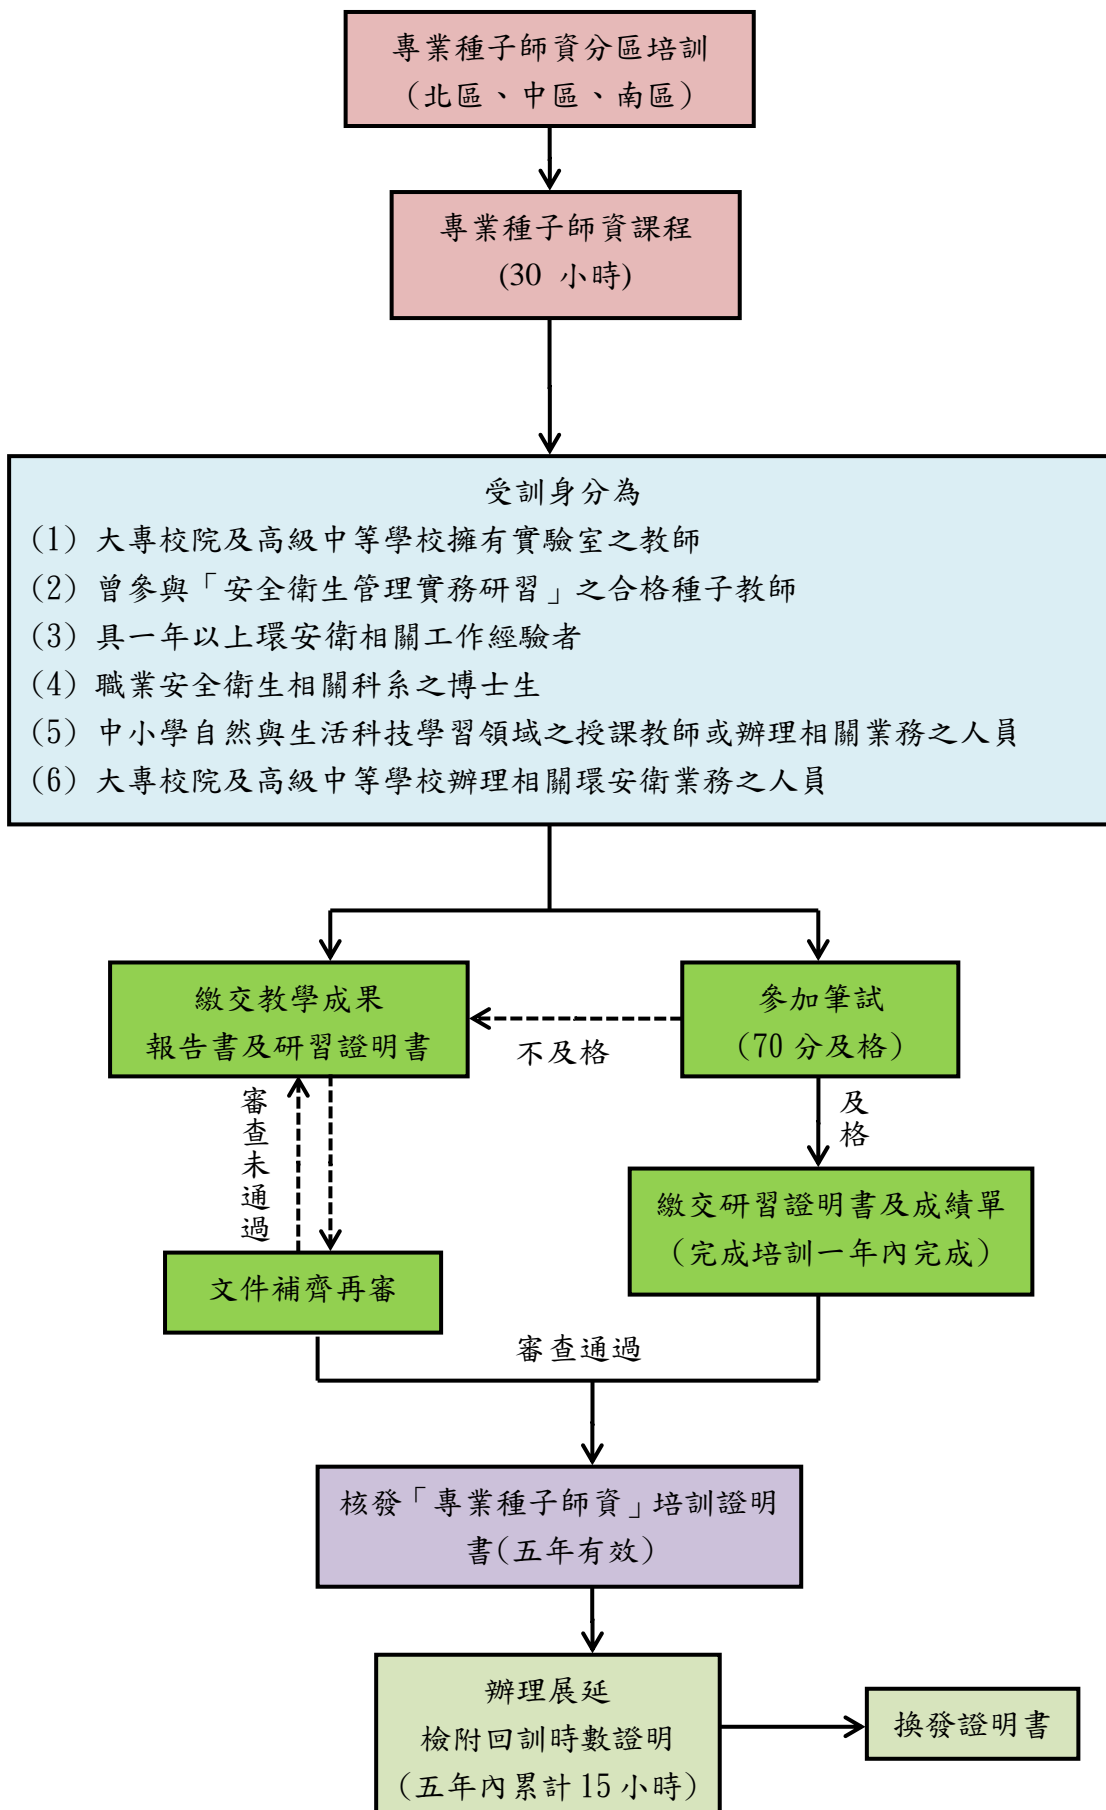 專業種子師資分區培訓
（北區、中區、南區）
專業種子師資課程
(30 小時)
受訓身分為
(1) 大專校院及高級中等學校擁有實驗室之教師
(2) 曾參與「安全衛生管理實務研習」之合格種子教師
(3) 具一年以上環安衛相關工作經驗者
(4) 職業安全衛生相關科系之博士生
(5) 中小學自然與生活科技學習領域之授課教師或辦理相關業務之人員
(6) 大專校院及高級中等學校辦理相關環安衛業務之人員
繳交教學成果
報告書及研習證明書
參加筆試
（70 分及格）
不及格
審查未通過
及格
繳交研習證明書及成績單
（完成培訓一年內完成）
文件補齊再審
審查通過
核發「專業種子師資」培訓證明
書(五年有效)
辦理展延
檢附回訓時數證明
（五年內累計 15 小時）
換發證明書